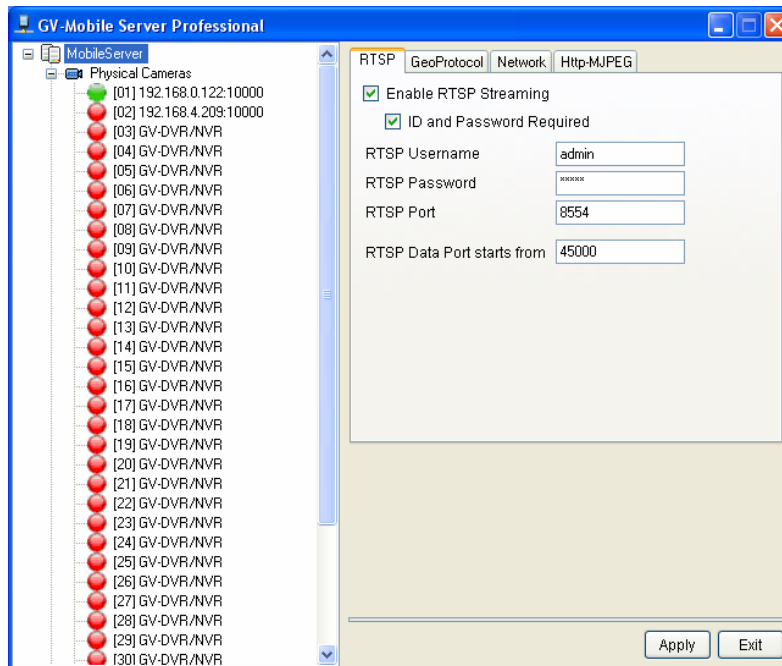 GV-Mobile Server Professional
MobileServer
Physical Cameras
[01] 192.168.0.122:10000
[02] 192.168.4.209:10000
[03] GV-DVR/NVR
[04] GV-DVR/NVR
[05] GV-DVR/NVR
[06] GV-DVR/NVR
[07] GV-DVR/NVR
[08] GV-DVR/NVR
[09] GV-DVR/NVR
[10] GV-DVR/NVR
[11] GV-DVR/NVR
[12] GV-DVR/NVR
[13] GV-DVR/NVR
[14] GV-DVR/NVR
[15] GV-DVR/NVR
[16] GV-DVR/NVR
[17] GV-DVR/NVR
[18] GV-DVR/NVR
[19] GV-DVR/NVR
[20] GV-DVR/NVR
[21] GV-DVR/NVR
[22] GV-DVR/NVR
[23] GV-DVR/NVR
[24] GV-DVR/NVR
[25] GV-DVR/NVR
[26] GV-DVR/NVR
[27] GV-DVR/NVR
[28] GV-DVR/NVR
[29] GV-DVR/NVR
[30] GV-DVR/NVR
RTSP GeoProtocol Network Http-MJPEG
Enable RTSP Streaming
ID and Password Required
RTSP Username admin
RTSP Password *****
RTSP Port 8554
RTSP Data Port starts from 45000
Apply Exit